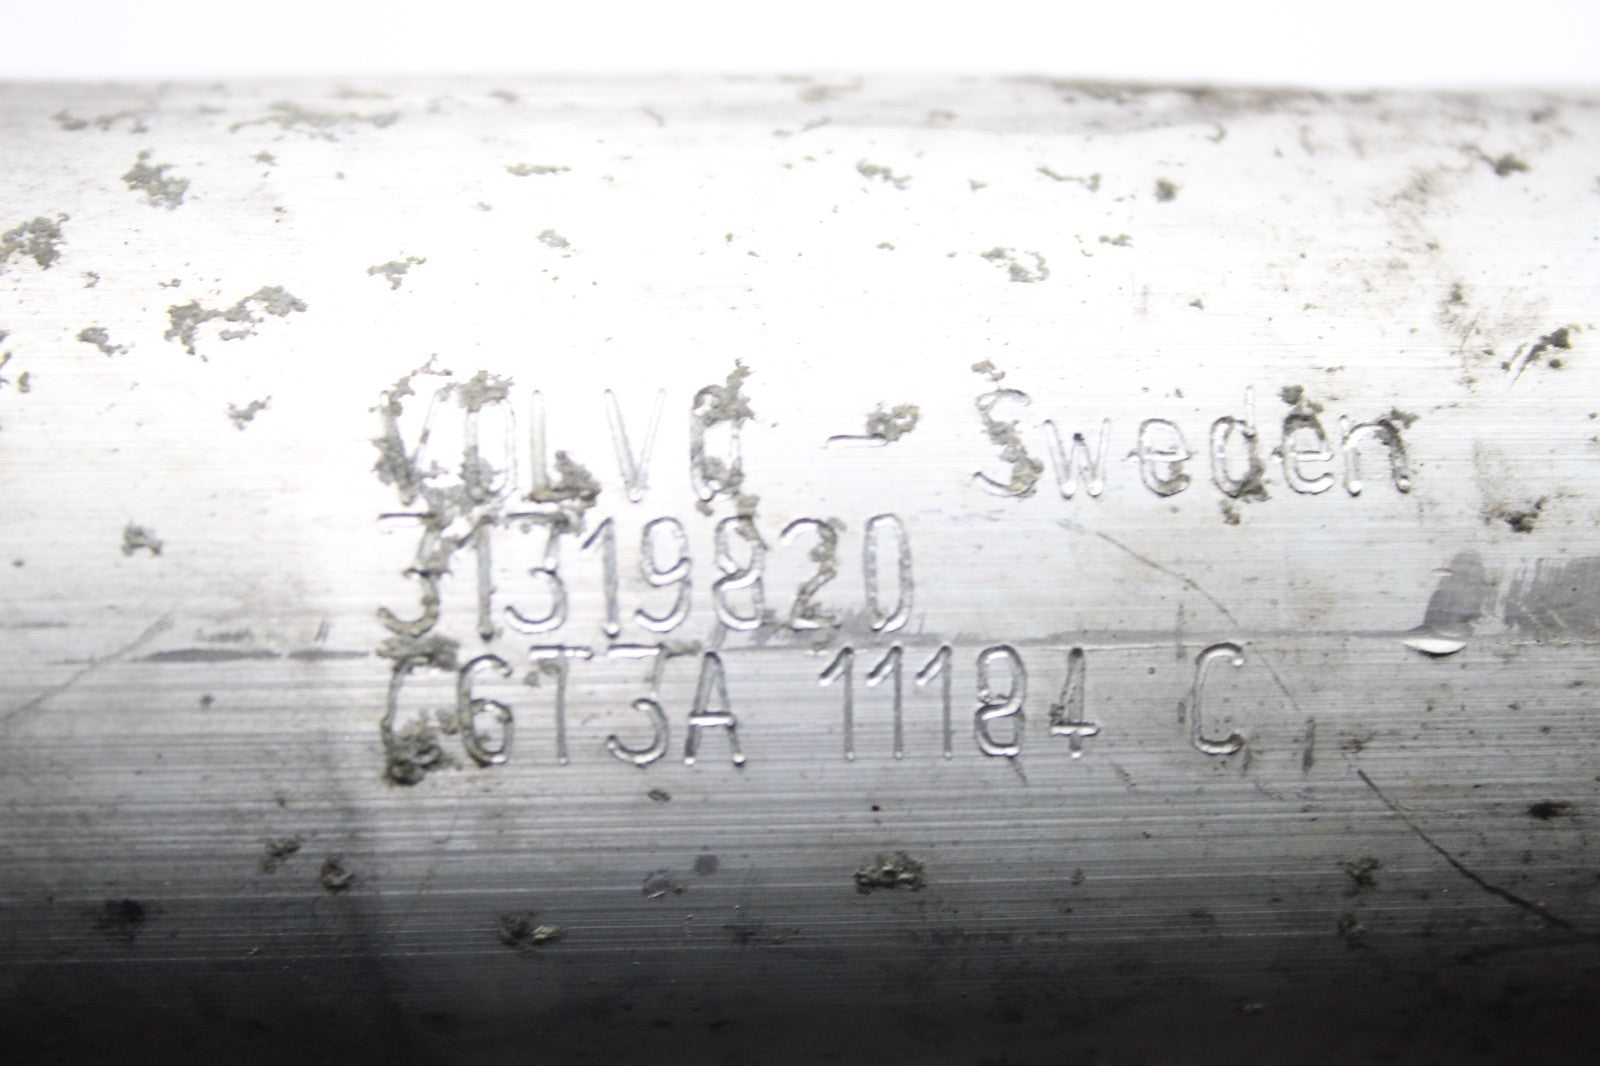 VOLVO - Sweden
31319820
C6T3A 11184 C